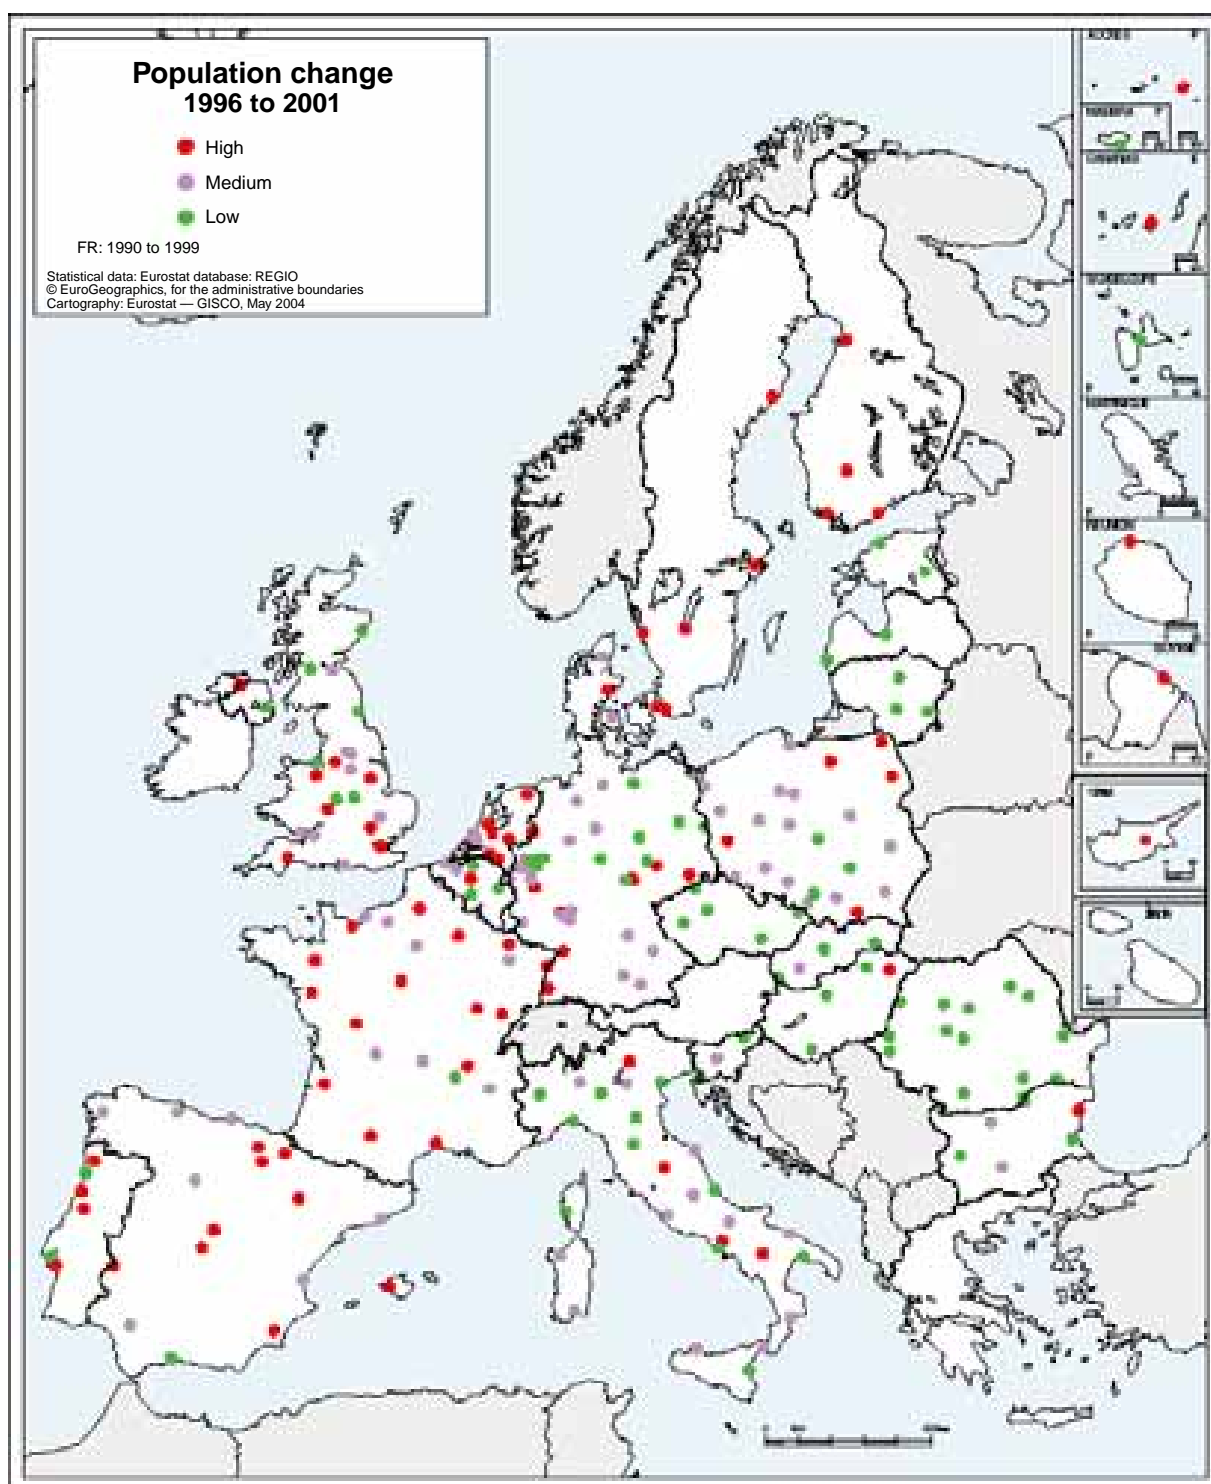 Population change
1996 to 2001
High
Medium
Low
FR: 1990 to 1999
Statistical data: Eurostat database: REGIO
© EuroGeographics, for the administrative boundaries
Cartography: Eurostat — GISCO, May 2004